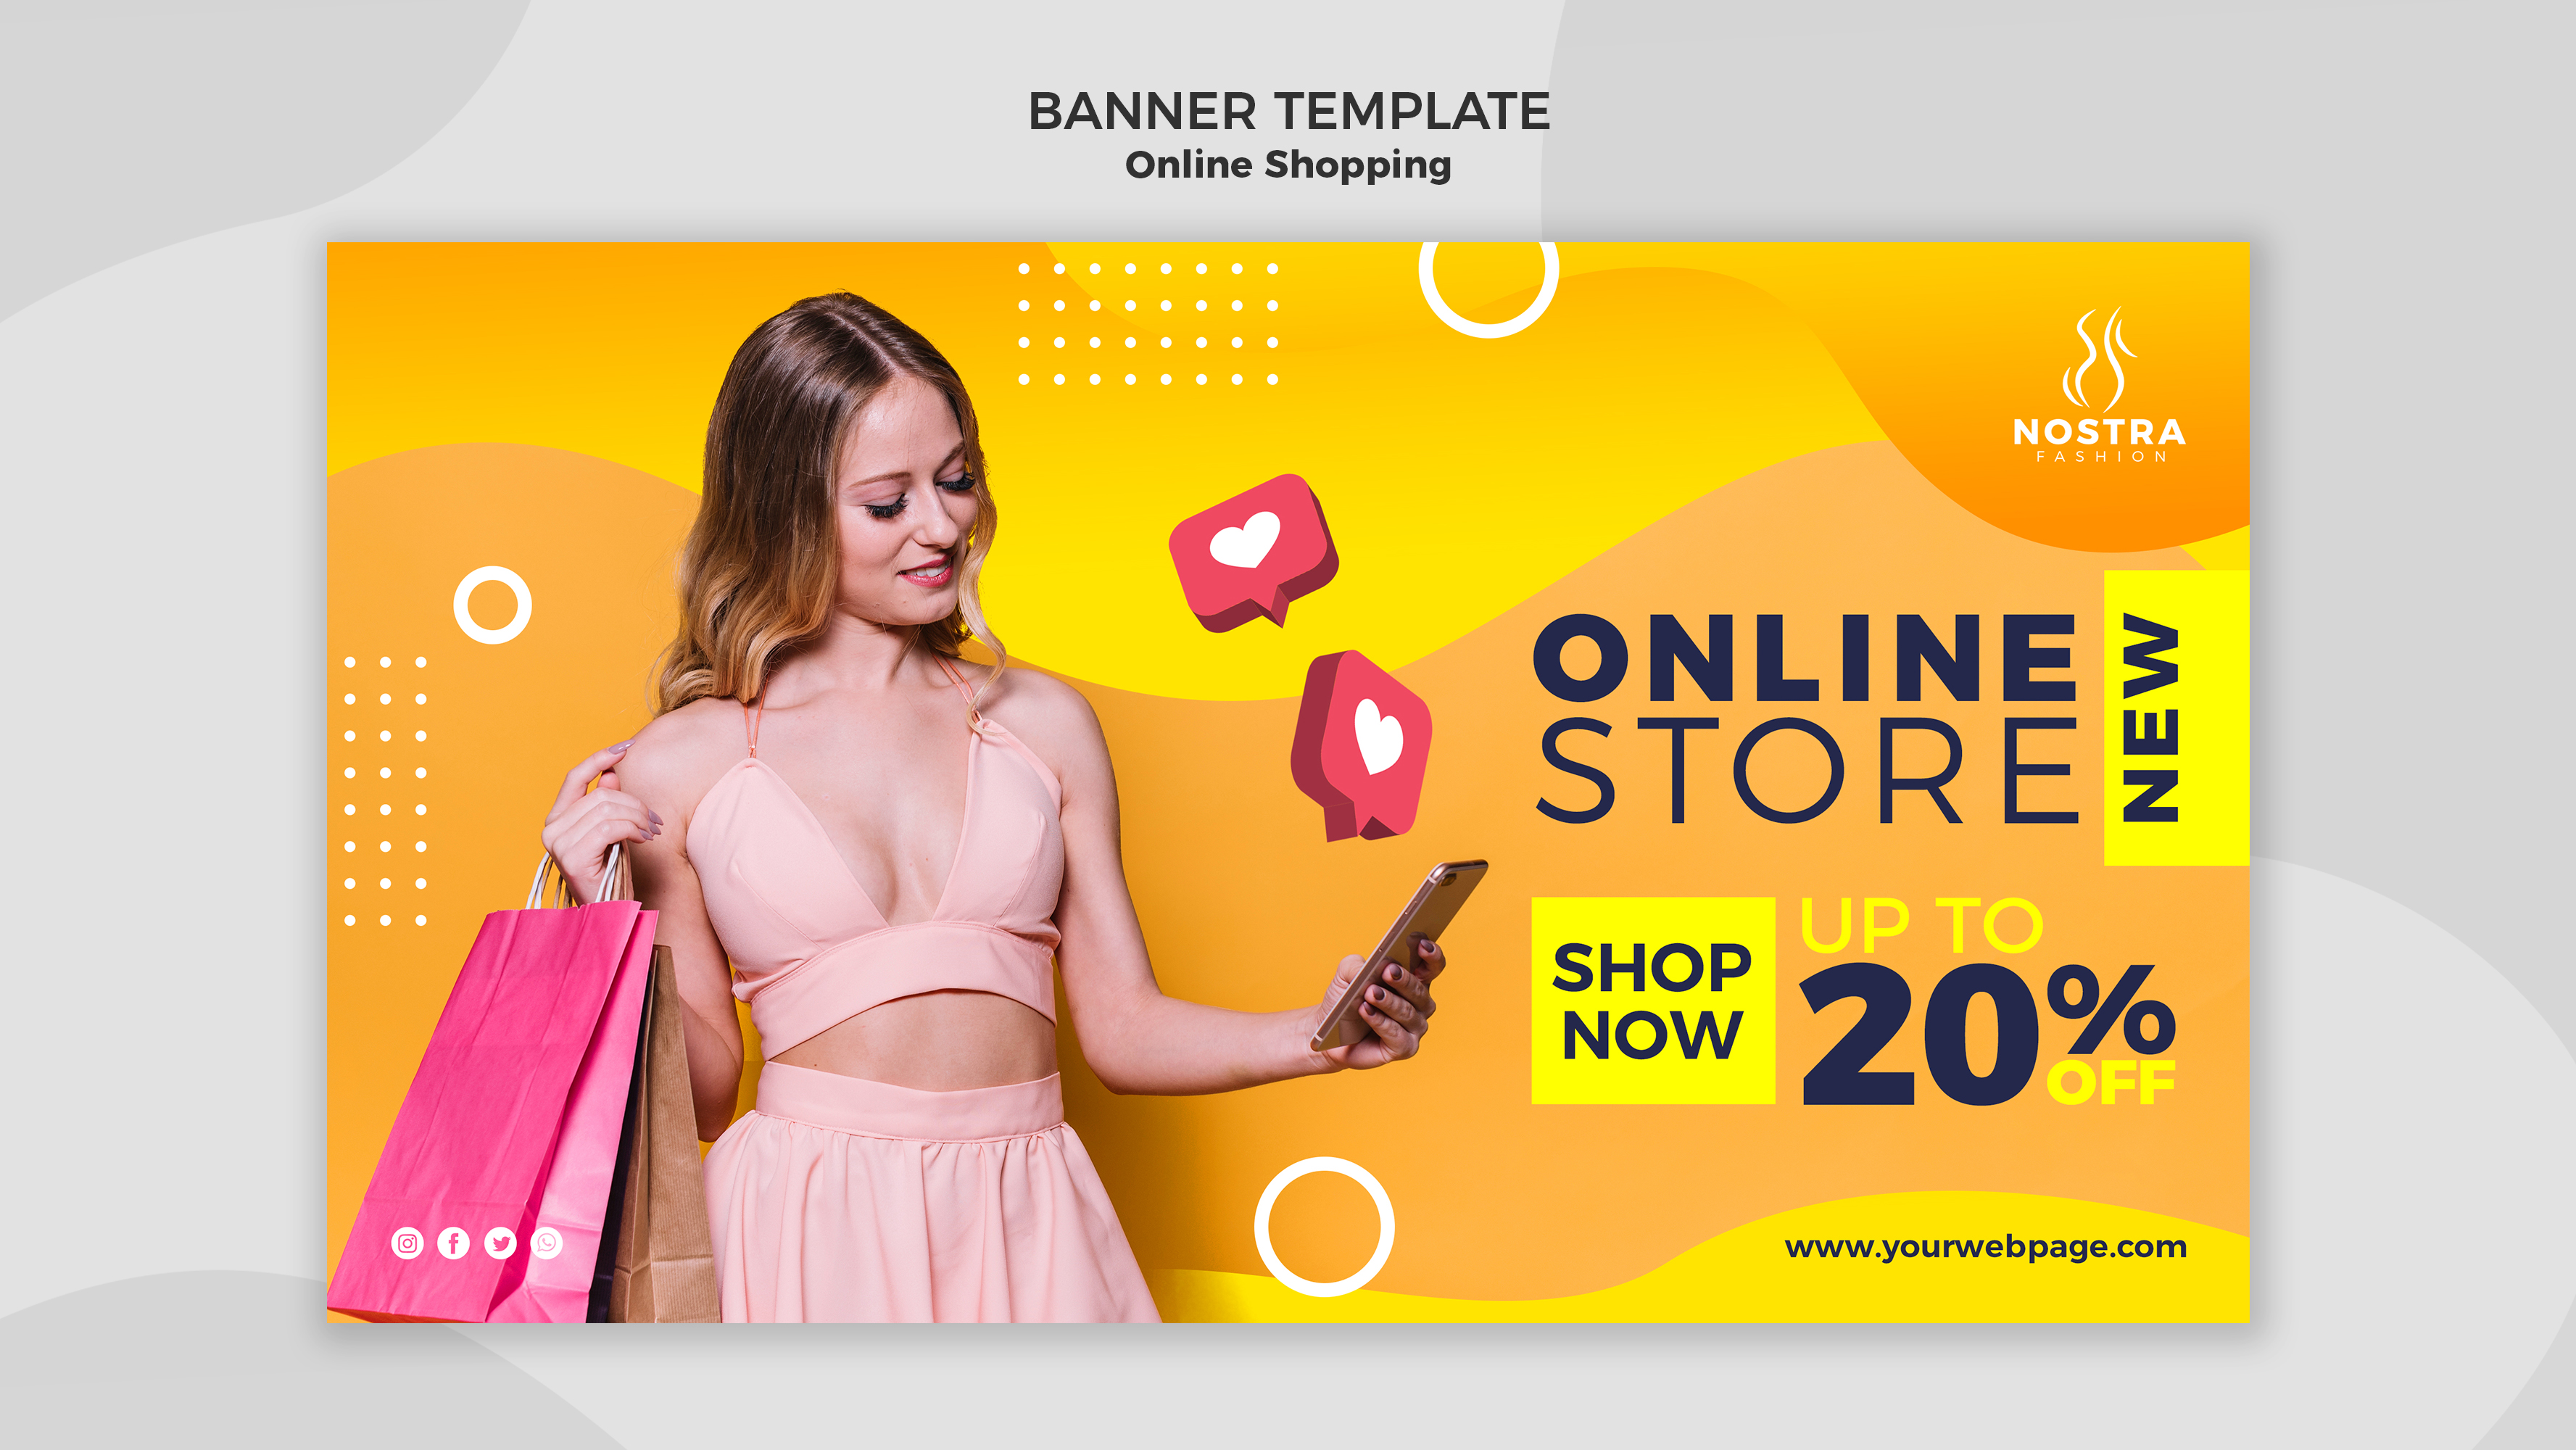 BANNER TEMPLATE
Online Shopping
NOSTRA
FASHION
ONLINE
STORE
NEW
SHOP
NOW
UP TO
20%
OFF
www.yourwebpage.com